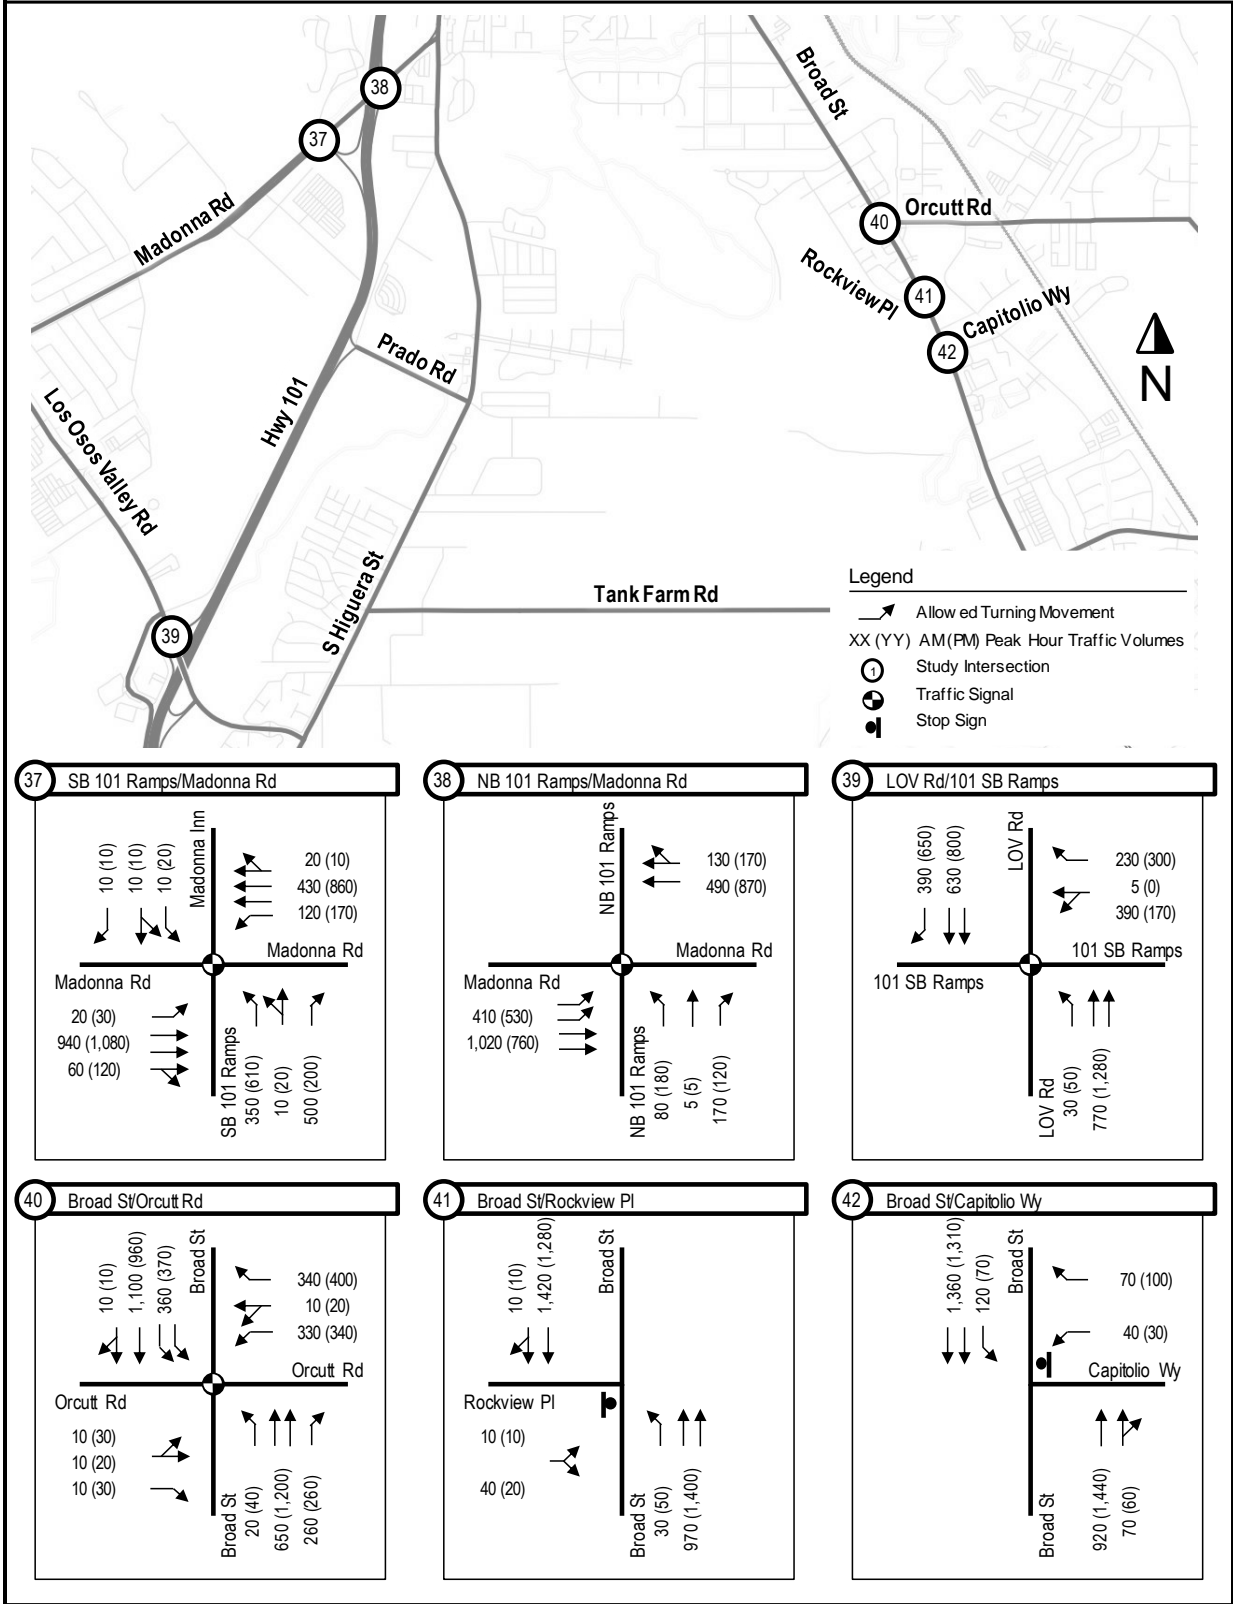 38
37
Madonna Rd
Broad St
40
Orcutt Rd
Rockview Pl
41
Capitolio Wy
42
N
Prado Rd
Hwy 101
Los Osos Valley Rd
S Higuera St
39
Tank Farm Rd
Legend
Allowed Turning Movement
XX (YY) AM(PM) Peak Hour Traffic Volumes
1 Study Intersection
Traffic Signal
Stop Sign
37 SB 101 Ramps/Madonna Rd
10 (10)
10 (10)
10 (20)
Madonna Inn
20 (10)
430 (860)
120 (170)
Madonna Rd
Madonna Rd
20 (30)
940 (1,080)
60 (120)
SB 101 Ramps
350 (610)
10 (20)
500 (200)
38 NB 101 Ramps/Madonna Rd
NB 101 Ramps
130 (170)
490 (870)
Madonna Rd
Madonna Rd
410 (530)
1,020 (760)
NB 101 Ramps
80 (180)
5 (5)
170 (120)
39 LOV Rd/101 SB Ramps
390 (650)
630 (800)
LOV Rd
230 (300)
5 (0)
390 (170)
101 SB Ramps
101 SB Ramps
LOV Rd
30 (50)
770 (1,280)
40 Broad St/Orcutt Rd
10 (10)
1,100 (960)
360 (370)
Broad St
340 (400)
10 (20)
330 (340)
Orcutt Rd
Orcutt Rd
10 (30)
10 (20)
10 (30)
Broad St
20 (40)
650 (1,200)
260 (260)
41 Broad St/Rockview Pl
10 (10)
1,420 (1,280)
Broad St
Rockview Pl
10 (10)
40 (20)
Broad St
30 (50)
970 (1,400)
42 Broad St/Capitolio Wy
1,360 (1,310)
120 (70)
Broad St
70 (100)
40 (30)
Capitolio Wy
Broad St
920 (1,440)
70 (60)